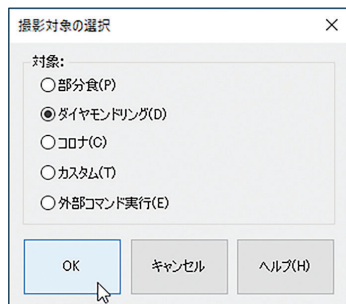 撮影対象の選択
対象:
部分食(P)
ダイヤモンドリング(D)
コロナ(C)
カスタム(T)
外部コマンド実行(E)
OK キャンセル ヘルプ(H)